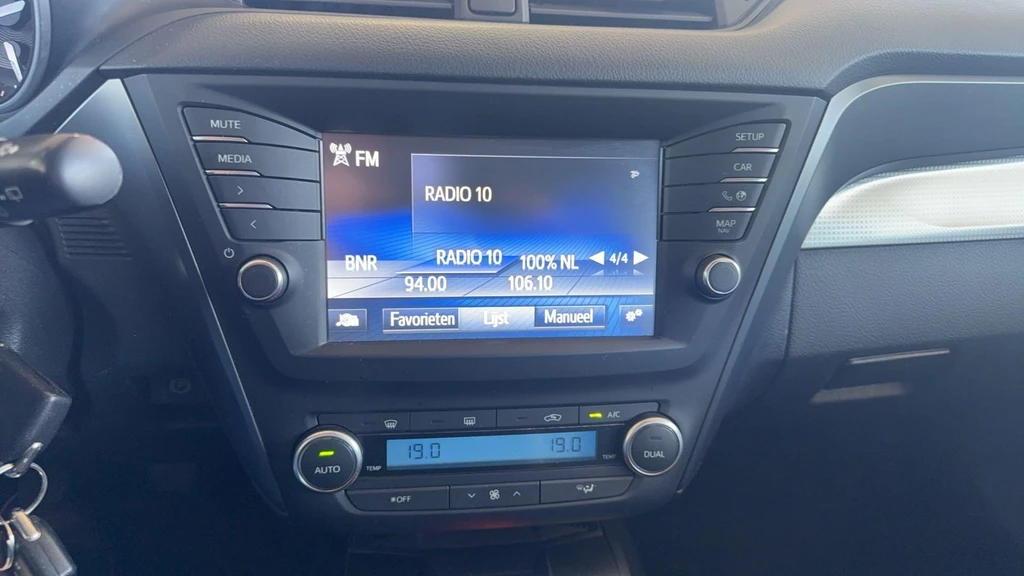 MUTE
MEDIA
FM
RADIO 10
BNR RADIO 10 100% NL 4/4
94.00 106.10
Favorieten Lijst Manueel
SETUP
CAR
MAP
NAV
A/C
AUTO
TEMP
19.0 19.0
TEMP
DUAL
OFF